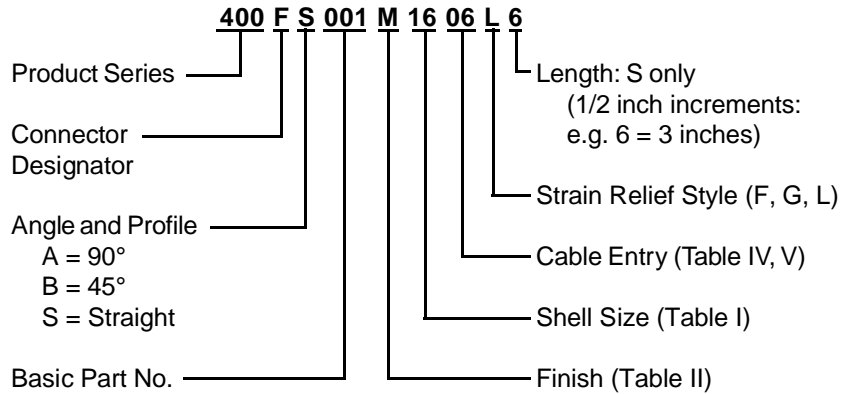 400 F S 001 M 16 06 L 6
Product Series
Connector
Designator
Angle and Profile
A = 90°
B = 45°
S = Straight
Basic Part No.
Length: S only
(1/2 inch increments:
e.g. 6 = 3 inches)
Strain Relief Style (F, G, L)
Cable Entry (Table IV, V)
Shell Size (Table I)
Finish (Table II)